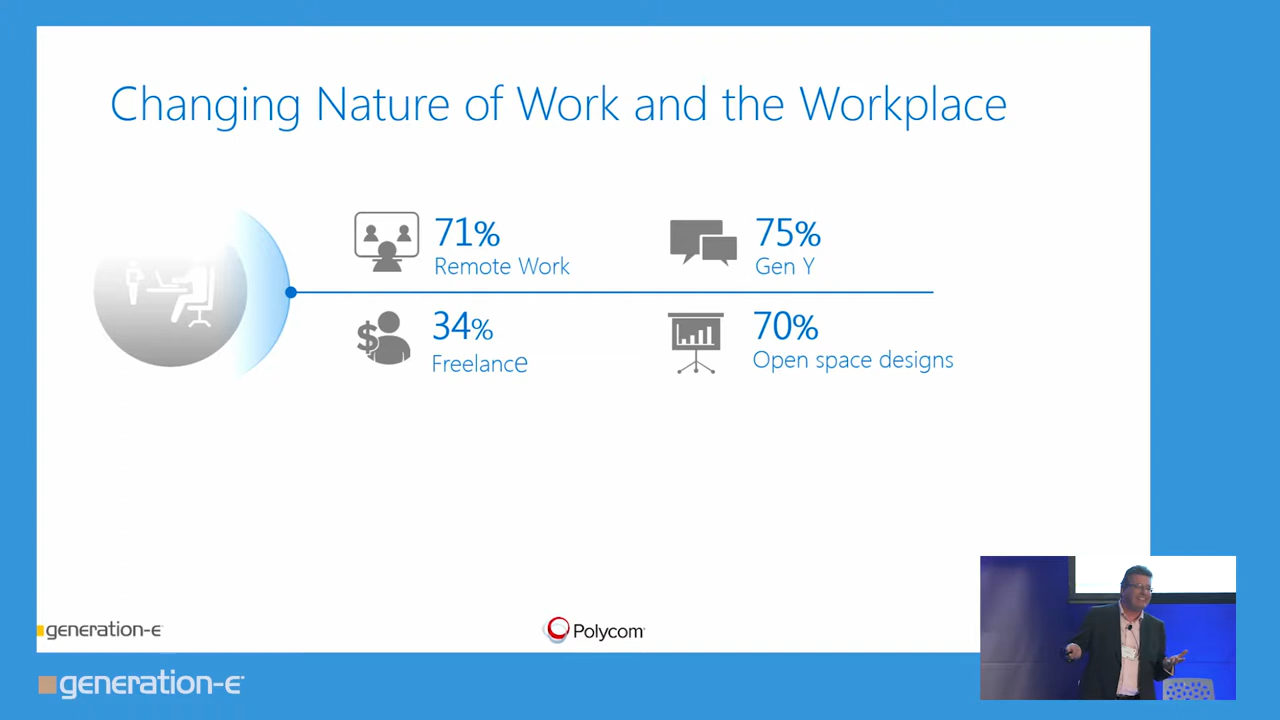 Changing Nature of Work and the Workplace
71%
Remote Work
75%
Gen Y
34%
Freelance
70%
Open space designs
generation-e
Polycom
generation-e